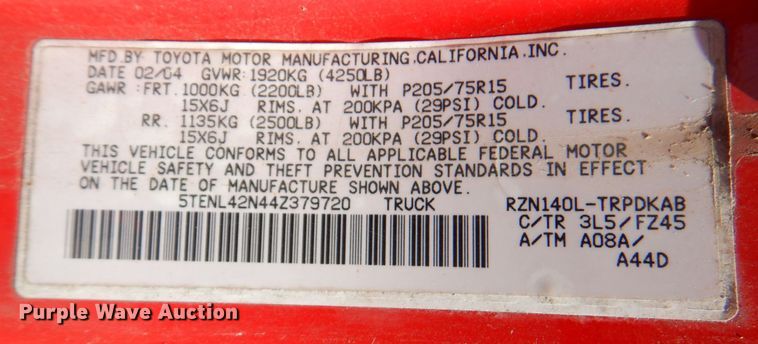 MFD.BY TOYOTA MOTOR MANUFACTURING.CALIFORNIA.INC.
DATE 02/04 GVWR:1920KG (4250LB)
GAWR :FRT. 1000KG (2200LB) WITH P205/75R15 TIRES.
15X6J RIMS. AT 200KPA (29PSI) COLD.
RR. 1135KG (2500LB) WITH P205/75R15 TIRES.
15X6J RIMS. AT 200KPA (29PSI) COLD.
THIS VEHICLE CONFORMS TO ALL APPLICABLE FEDERAL MOTOR
VEHICLE SAFETY AND THEFT PREVENTION STANDARDS IN EFFECT
ON THE DATE OF MANUFACTURE SHOWN ABOVE.
5TENL42N44Z379720 TRUCK RZN140L-TRPDKAB
C/TR 3L5/FZ45
A/TM A08A/
A44D
Purple Wave Auction